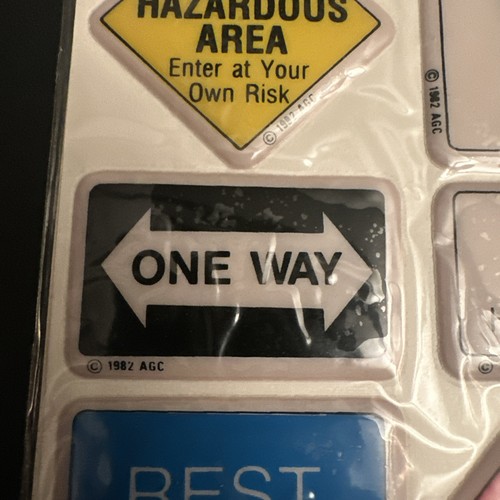 HAZARDOUS
AREA
Enter at Your
Own Risk
© 1982 AGC
© 1982 AGC
ONE WAY
© 1982 AGC
©
REST